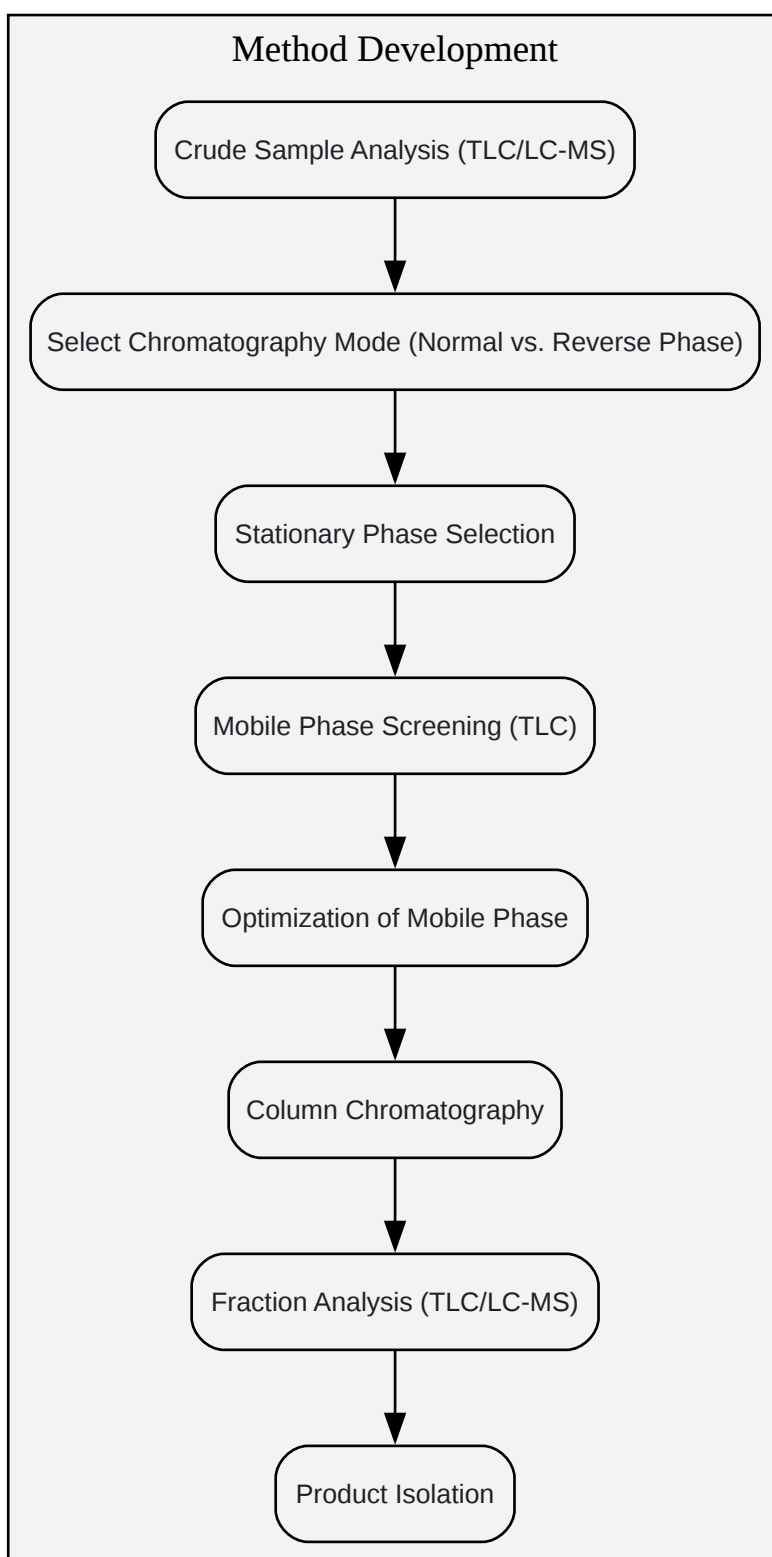 Method Development
Crude Sample Analysis (TLC/LC-MS)
Select Chromatography Mode (Normal vs. Reverse Phase)
Stationary Phase Selection
Mobile Phase Screening (TLC)
Optimization of Mobile Phase
Column Chromatography
Fraction Analysis (TLC/LC-MS)
Product Isolation